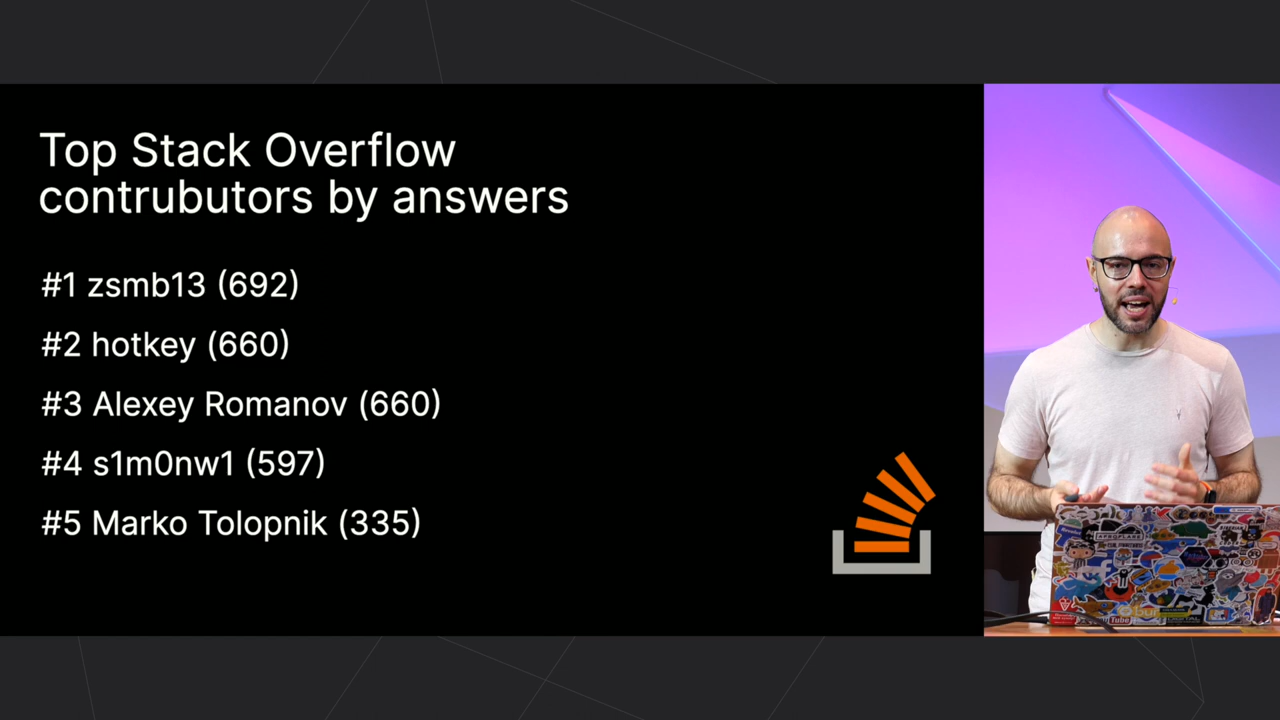 Top Stack Overflow
contrubutors by answers
#1 zsmb13 (692)
#2 hotkey (660)
#3 Alexey Romanov (660)
#4 s1m0nw1 (597)
#5 Marko Tolopnik (335)